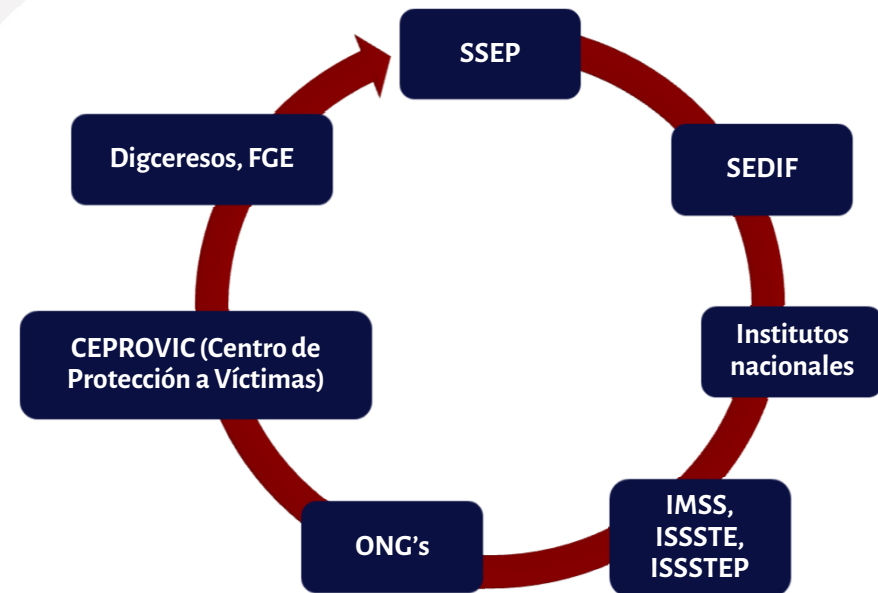 SSEP
SEDIF
Institutos
nacionales
IMSS,
ISSSTE,
ISSSTEP
ONG’s
CEPROVIC (Centro de
Protección a Víctimas)
Digceresos, FGE